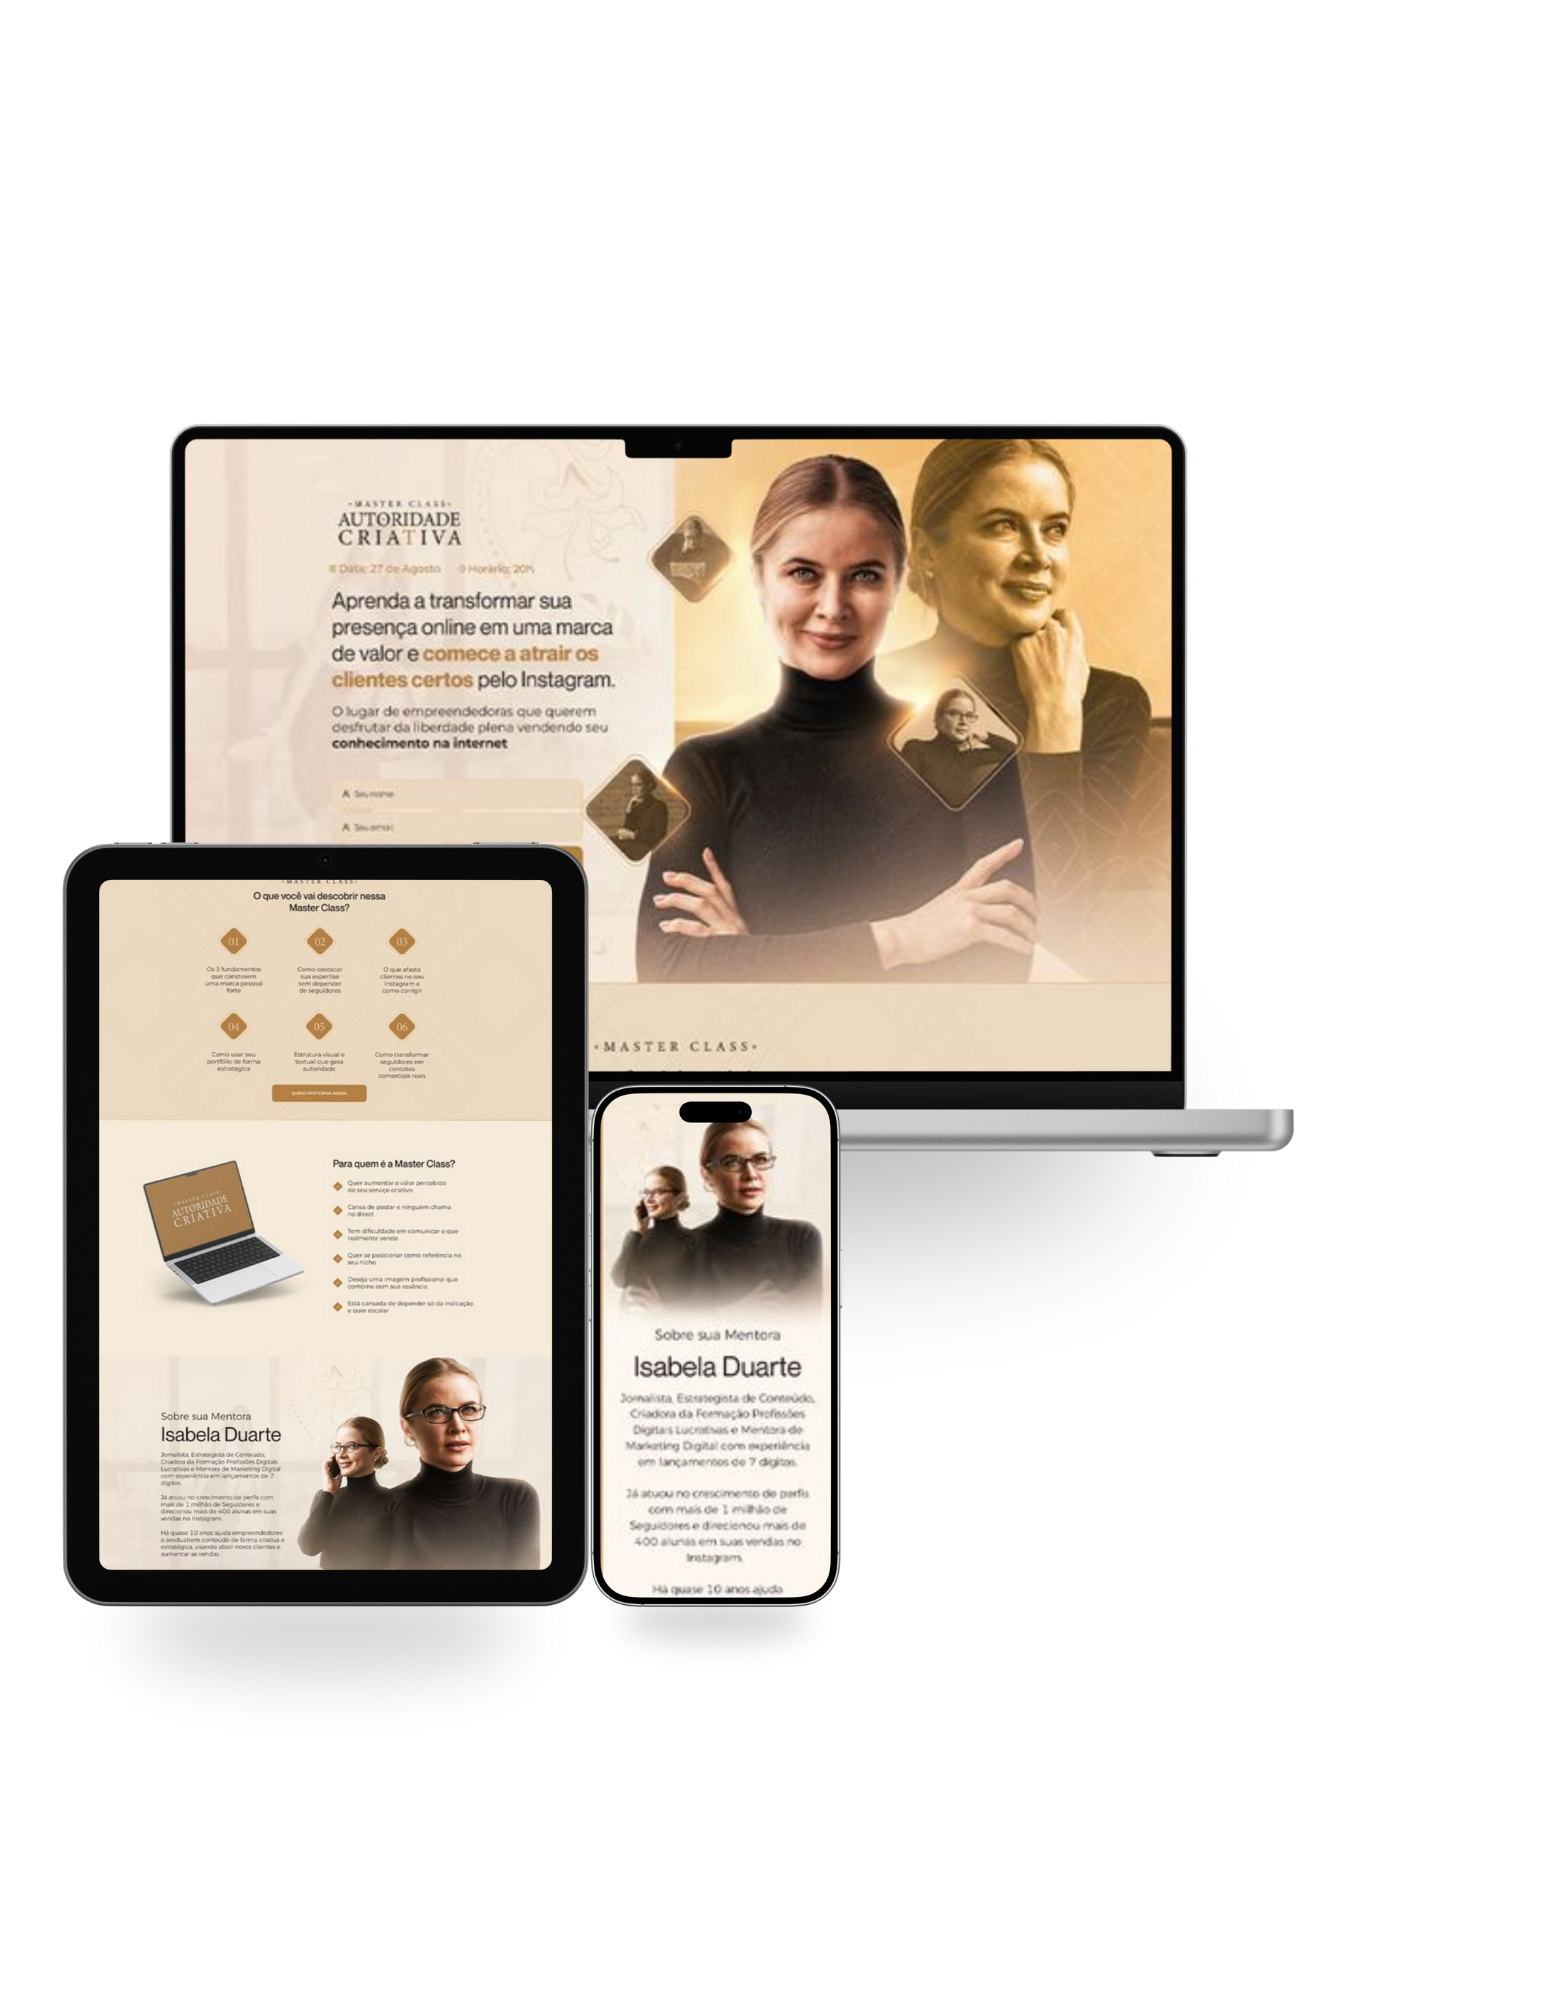 •MASTER CLASS•
AUTORIDADE
CRIATIVA
Data: 27 de Agosto Horário: 20h
Aprenda a transformar sua
presença online em uma marca
de valor e comece a atrair os
clientes certos pelo Instagram.
O lugar de empreendedoras que querem
desfrutar da liberdade plena vendendo seu
conhecimento na internet
Seu nome
Seu email
•MASTER CLASS•
•MASTER CLASS•
O que você vai descobrir nessa
Master Class?
01
Os 3 fundamentos
que constroem
uma marca pessoal
forte
02
Como destacar
sua expertise
sem depender
de seguidores
03
O que afasta
clientes no seu
Instagram e
como corrigir
04
Como usar seu
portfólio de forma
estratégica
05
Estrutura visual e
textual que gera
autoridade
06
Como transformar
seguidores em
contatos
comerciais reais
QUERO PARTICIPAR AGORA
•MASTER CLASS•
AUTORIDADE
CRIATIVA
Para quem é a Master Class?
Quer aumentar o valor percebido
do seu serviço criativo
Cansa de postar e ninguém chama
no direct
Tem dificuldade em comunicar o que
realmente vende
Quer se posicionar como referência no
seu nicho
Deseja uma imagem profissional que
combine com sua essência
Está cansada de depender só da indicação
e quer escalar
Sobre sua Mentora
Isabela Duarte
Jornalista, Estrategista de Conteúdo,
Criadora da Formação Profissões Digitais
Lucrativas e Mentora de Marketing Digital
com experiência em lançamentos de 7
dígitos.
Já atuou no crescimento de perfis com
mais de 1 milhão de Seguidores e
direcionou mais de 400 alunas em suas
vendas no Instagram.
Há quase 10 anos ajuda empreendedores
a produzirem conteúdo de forma criativa e
estratégica, visando atrair novos clientes e
aumentar as vendas.
Sobre sua Mentora
Isabela Duarte
Jornalista, Estrategista de Conteúdo,
Criadora da Formação Profissões
Digitais Lucrativas e Mentora de
Marketing Digital com experiência
em lançamentos de 7 dígitos.
Já atuou no crescimento de perfis
com mais de 1 milhão de
Seguidores e direcionou mais de
400 alunas em suas vendas no
Instagram.
Há quase 10 anos ajuda